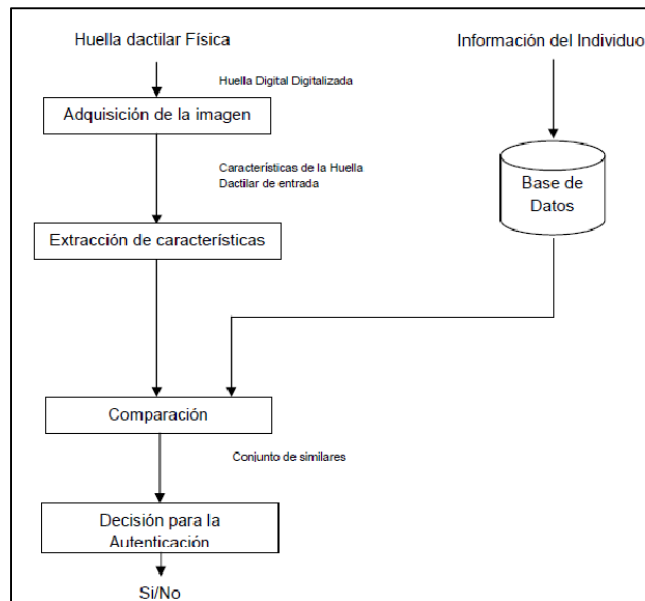 Huella dactilar Física
Información del Individuo
Huella Digital Digitalizada
Adquisición de la imagen
Características de la Huella
Dactilar de entrada
Base de
Datos
Extracción de características
Comparación
Conjunto de similares
Decisión para la
Autenticación
Si/No